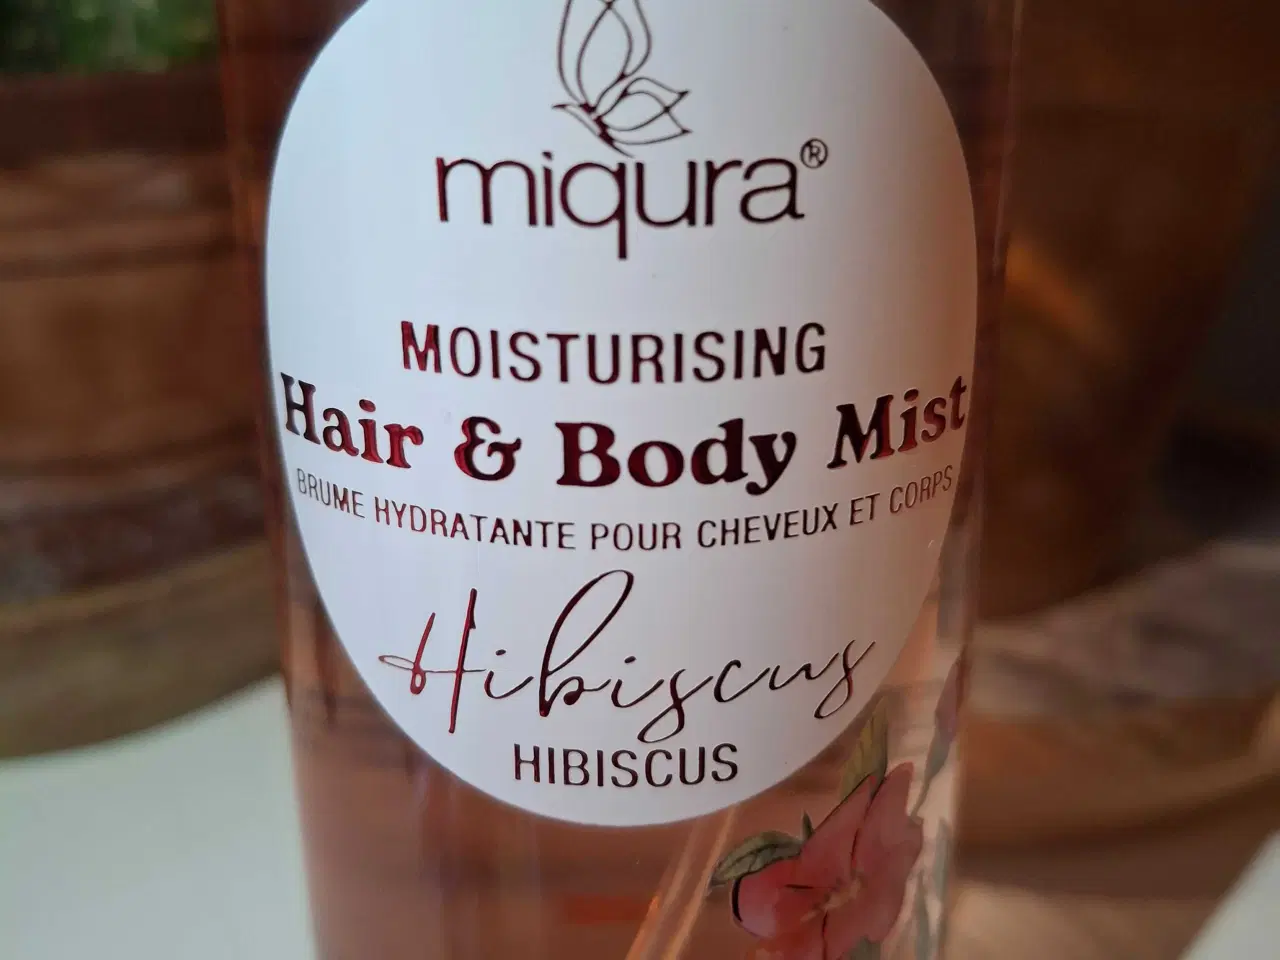 miqura®
MOISTURISING
Hair & Body Mist
BRUME HYDRATANTE POUR CHEVEUX ET CORPS
Hibiscus
HIBISCUS